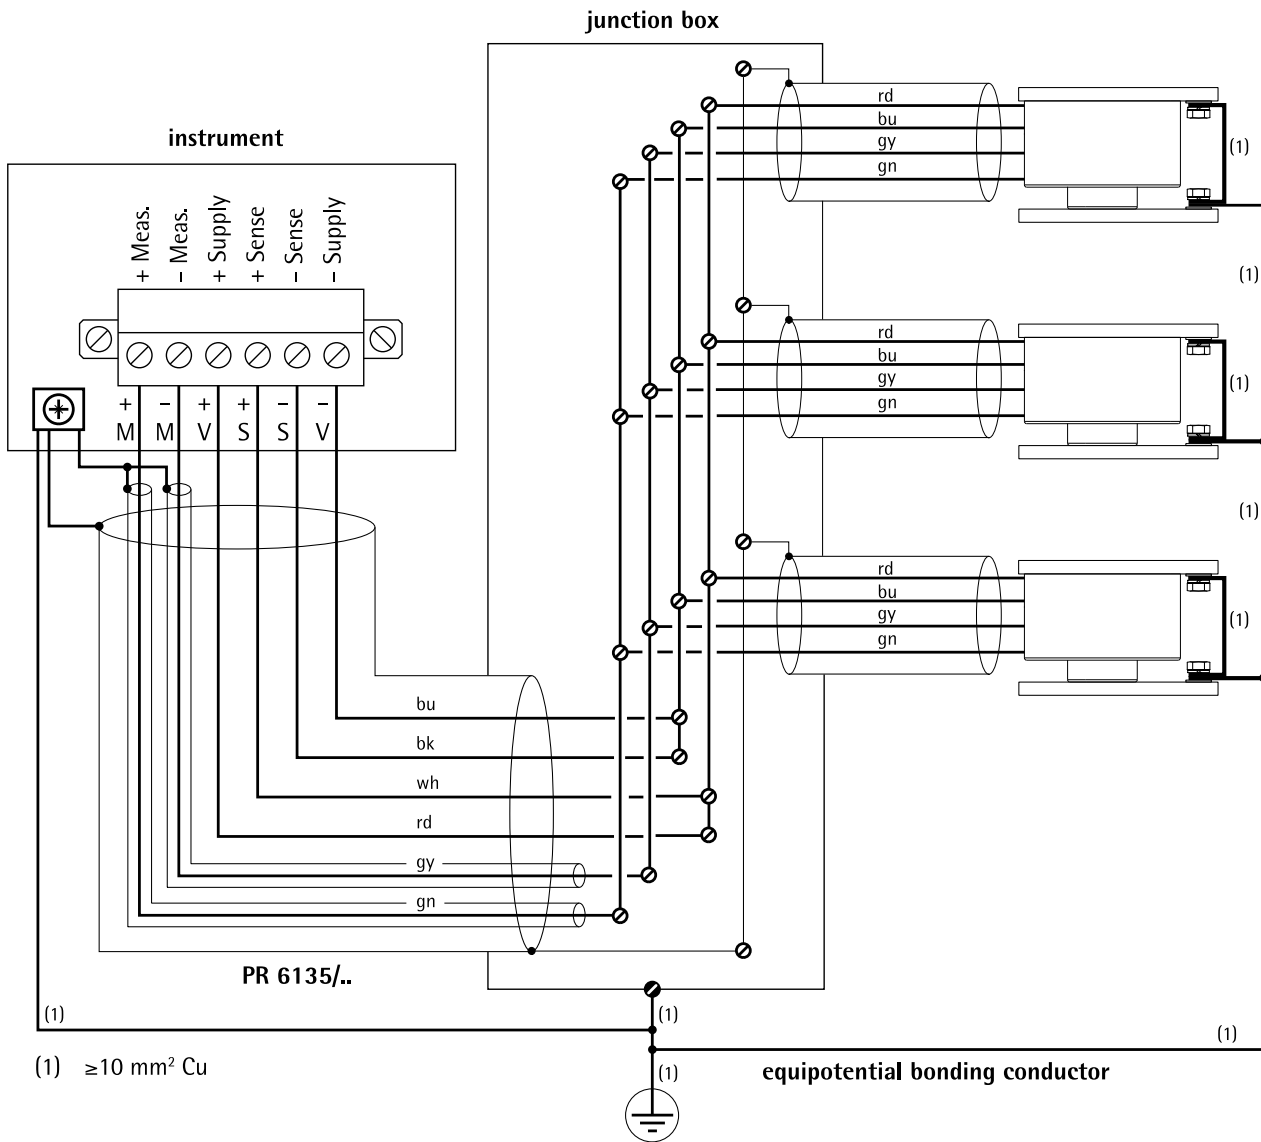 junction box
instrument
+ Meas.
– Meas.
+ Supply
+ Sense
– Sense
– Supply
+ – + + – –
M M V S S V
rd
bu
gy
gn
(1)
(1)
rd
bu
gy
gn
(1)
(1)
rd
bu
gy
gn
(1)
bu
bk
wh
rd
gy
gn
PR 6135/..
(1)
(1)
(1)
(1) ≥10 mm² Cu
(1)
equipotential bonding conductor